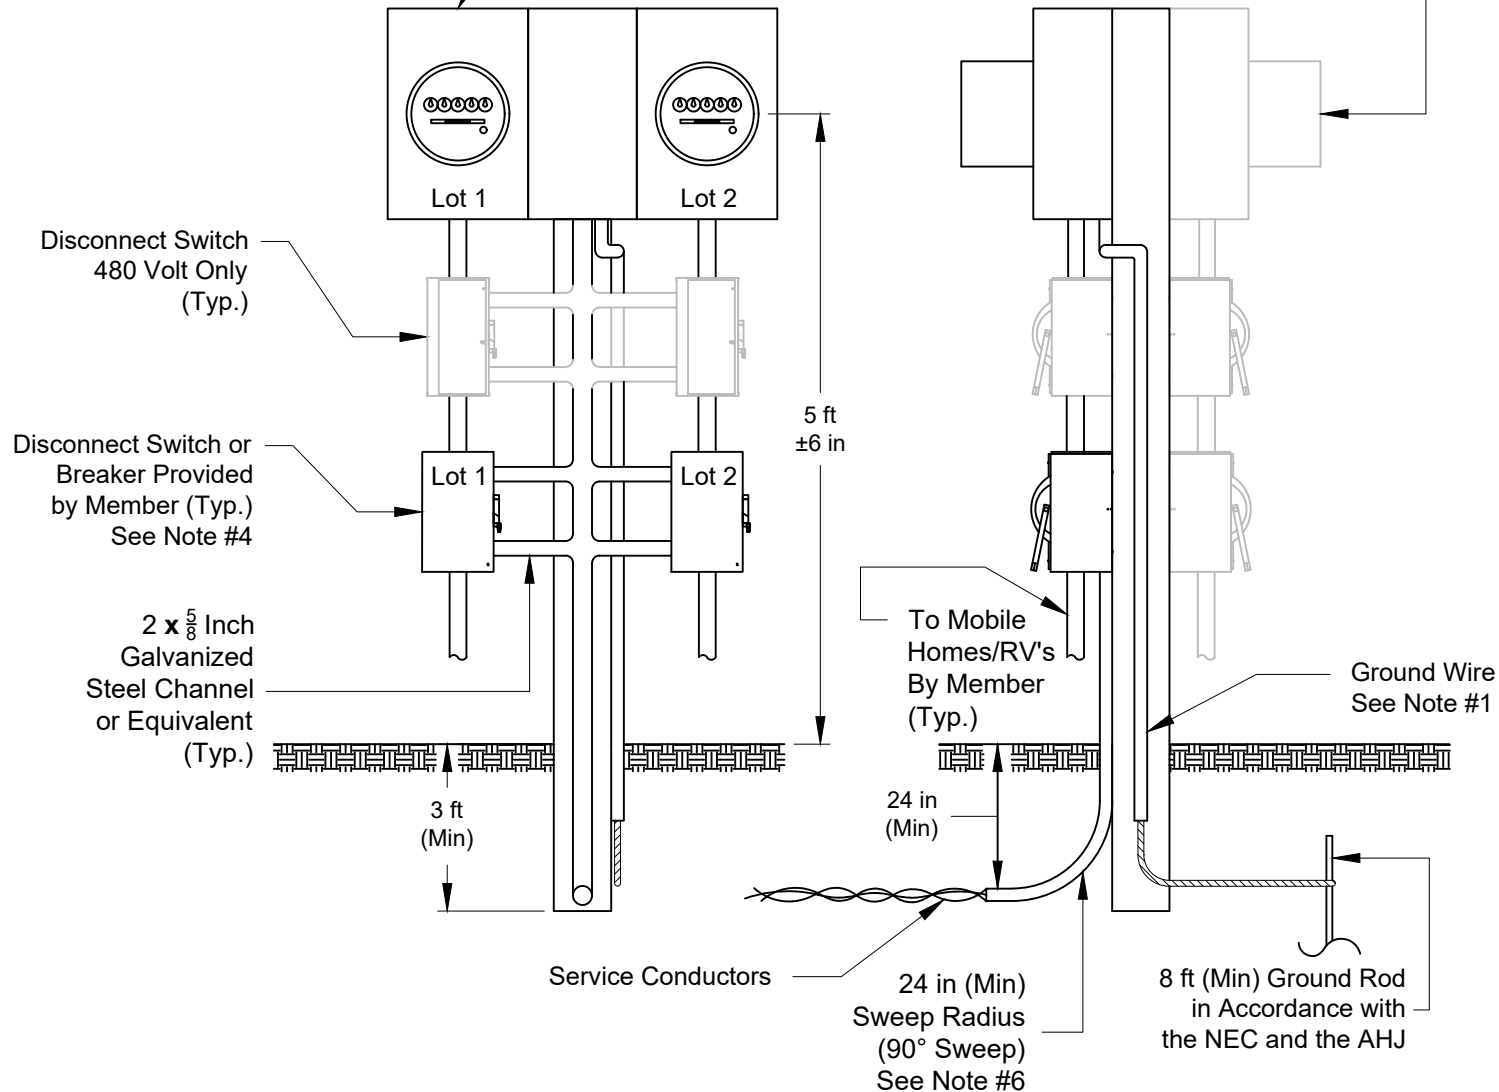 Lot 1
Lot 2
Disconnect Switch
480 Volt Only
(Typ.)
5 ft
±6 in
Disconnect Switch or
Breaker Provided
by Member (Typ.)
See Note #4
Lot 1
Lot 2
2 x 5/8 Inch
Galvanized
Steel Channel
or Equivalent
(Typ.)
To Mobile
Homes/RV's
By Member
(Typ.)
Ground Wire
See Note #1
3 ft
(Min)
24 in
(Min)
Service Conductors
24 in (Min)
Sweep Radius
(90° Sweep)
See Note #6
8 ft (Min) Ground Rod
in Accordance with
the NEC and the AHJ